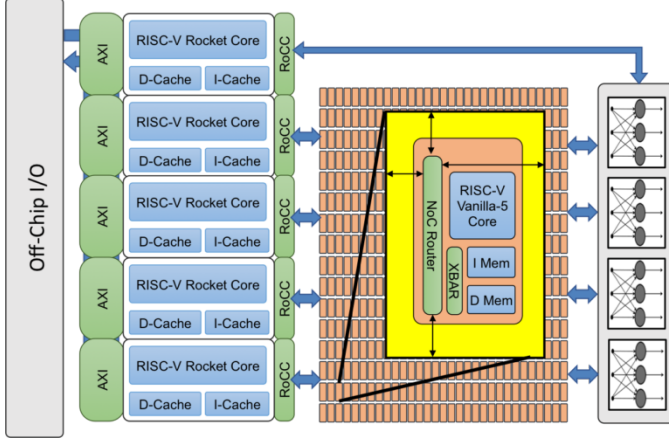 Off-Chip I/O
AXI
RISC-V Rocket Core
D-Cache
I-Cache
RoCC
AXI
RISC-V Rocket Core
D-Cache
I-Cache
RoCC
AXI
RISC-V Rocket Core
D-Cache
I-Cache
RoCC
AXI
RISC-V Rocket Core
D-Cache
I-Cache
RoCC
AXI
RISC-V Rocket Core
D-Cache
I-Cache
RoCC
NoC Router
RISC-V
Vanilla-5
Core
XBAR
I Mem
D Mem